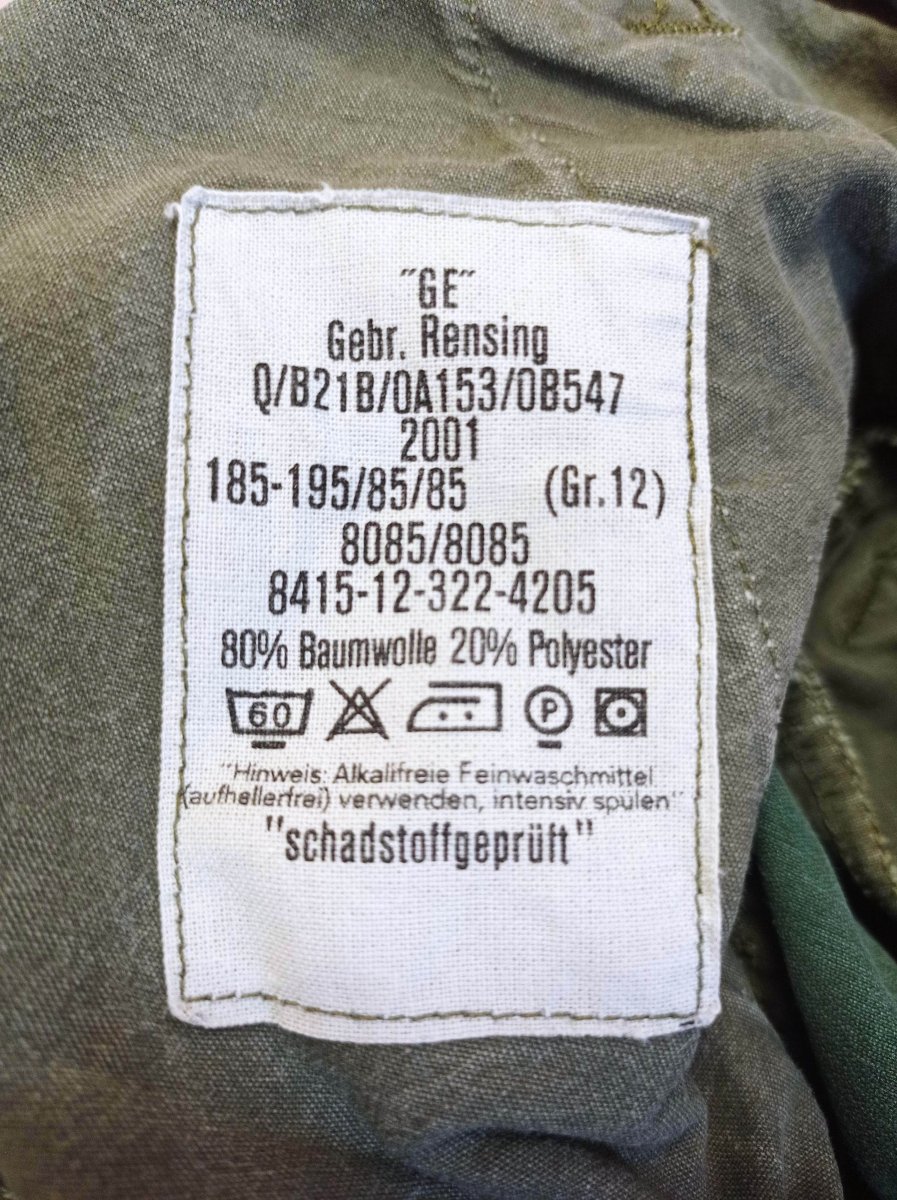 "GE"
Gebr. Rensing
Q/B21B/0A153/0B547
2001
185-195/85/85 (Gr.12)
8085/8085
8415-12-322-4205
80% Baumwolle 20% Polyester
60 P
"Hinweis: Alkalifreie Feinwaschmittel
(aufhellerfrei) verwenden, intensiv spülen"
"schadstoffgeprüft"